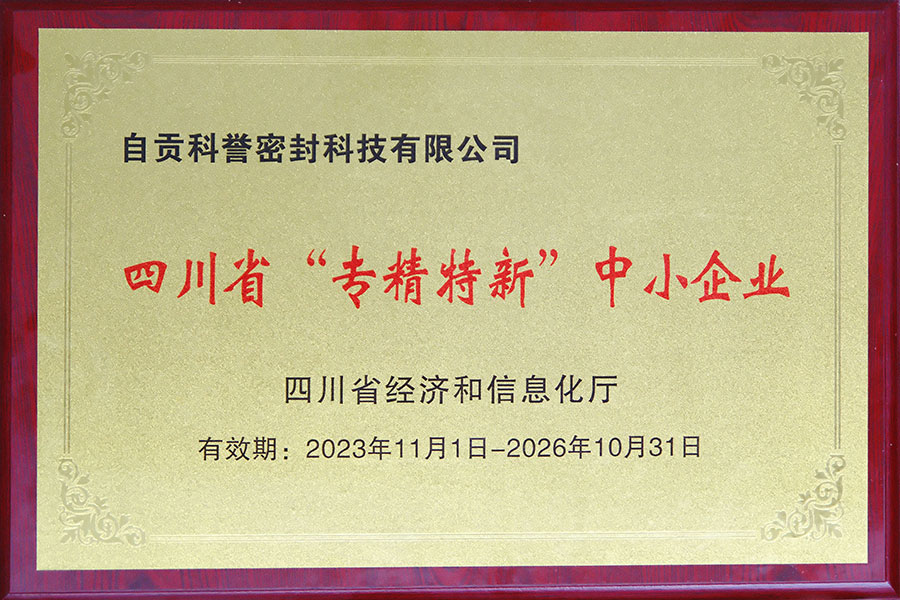 自贡科誉密封科技有限公司
四川省“专精特新”中小企业
四川省经济和信息化厅
有效期：2023年11月1日-2026年10月31日